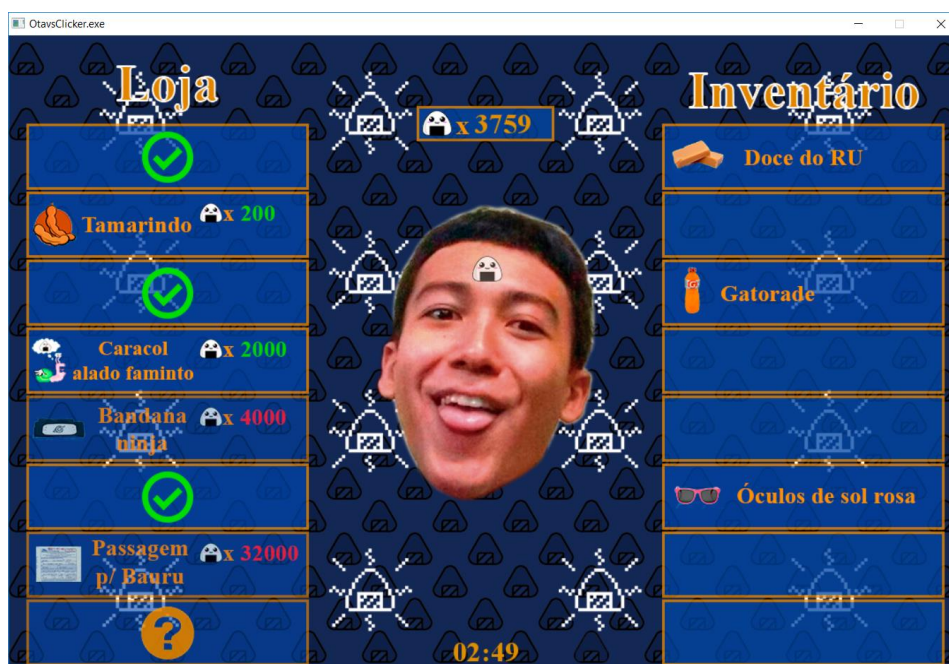 OtavsClicker.exe
Loja
Inventário
x 3759
Doce do RU
Tamarindo
x 200
Gatorade
Caracol
alado faminto
x 2000
Bandana
ninja
x 4000
Óculos de sol rosa
Passagem
p/ Bauru
x 32000
?
02:49